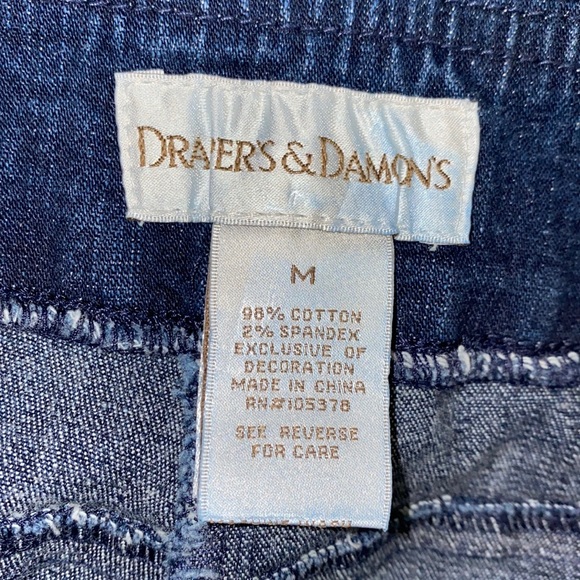 DRAPER'S & DAMON'S
M
98% COTTON
2% SPANDEX
EXCLUSIVE OF
DECORATION
MADE IN CHINA
RN#105378
SEE REVERSE
FOR CARE